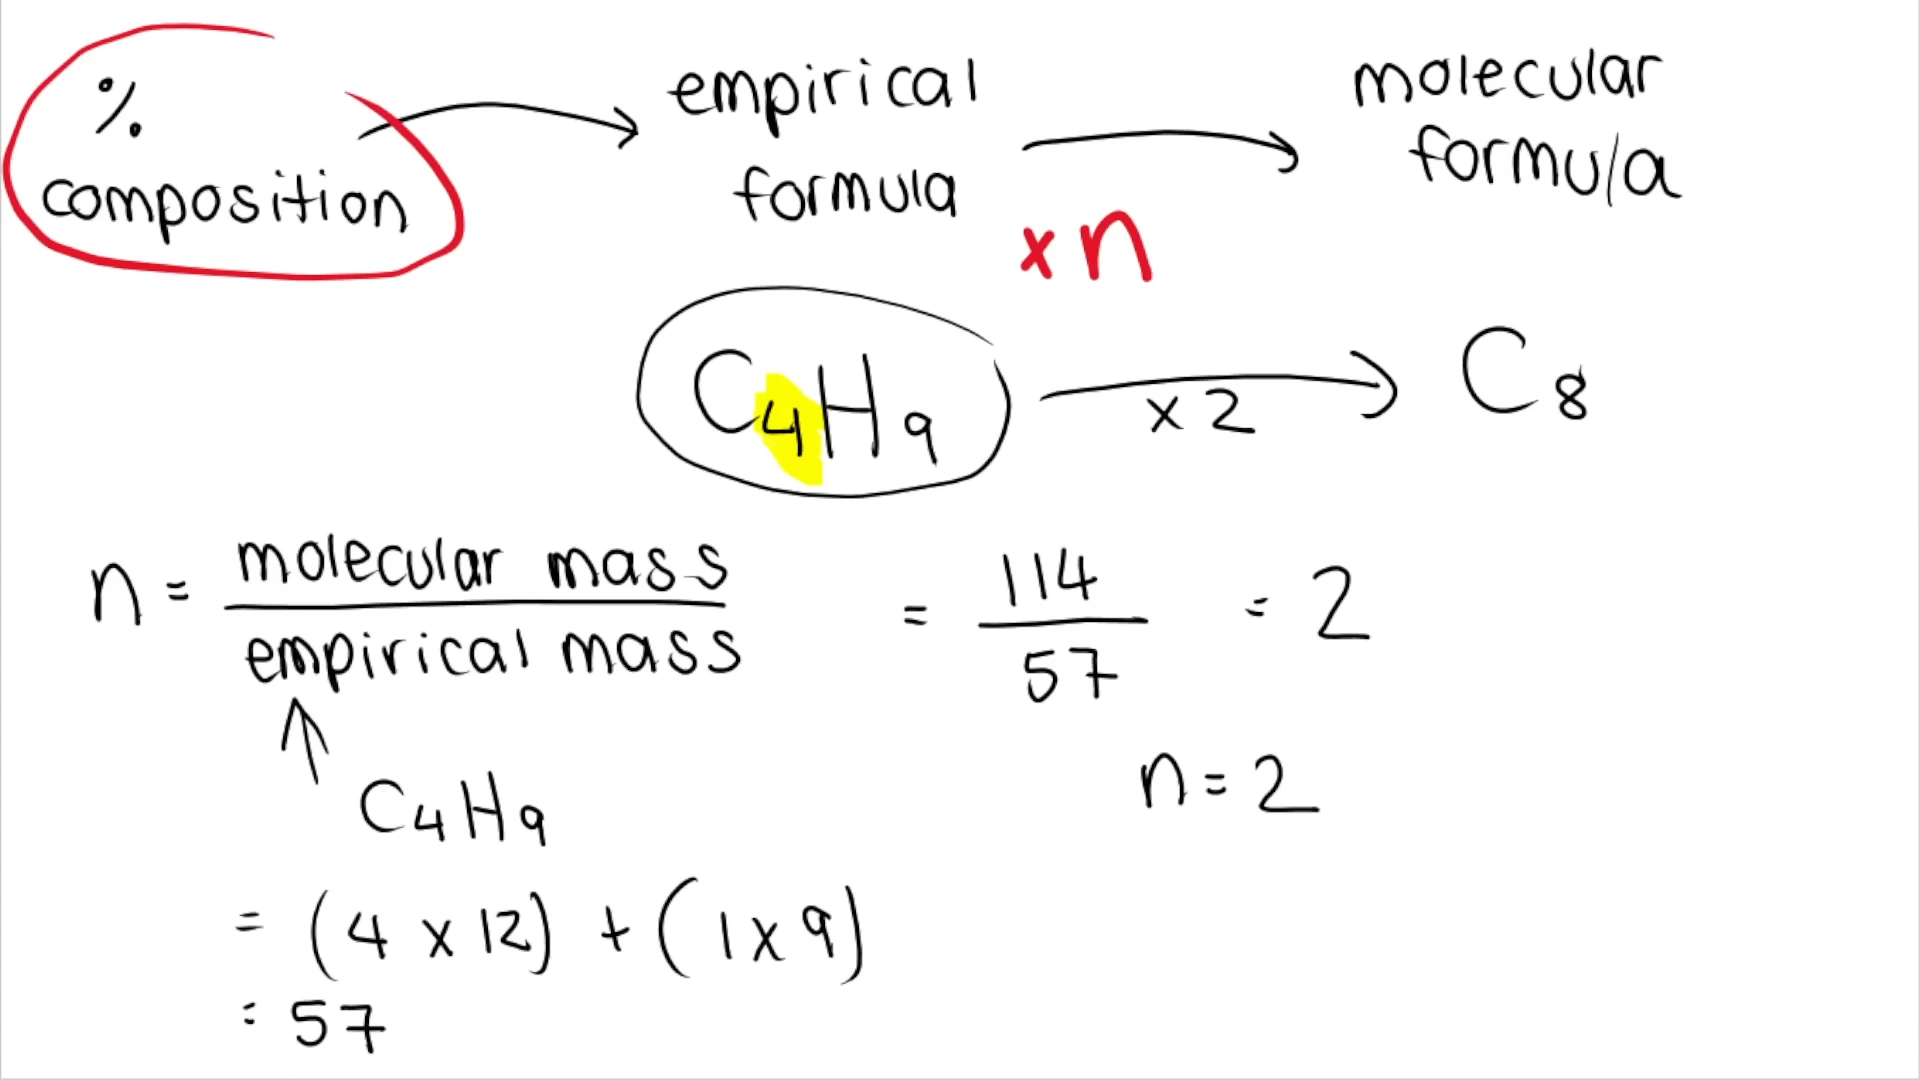 % composition
empirical formula
molecular formula
x n
C4H9
x 2
C8
n = molecular mass / empirical mass
= 114 / 57 = 2
C4H9
n = 2
= (4 x 12) + (1 x 9)
= 57